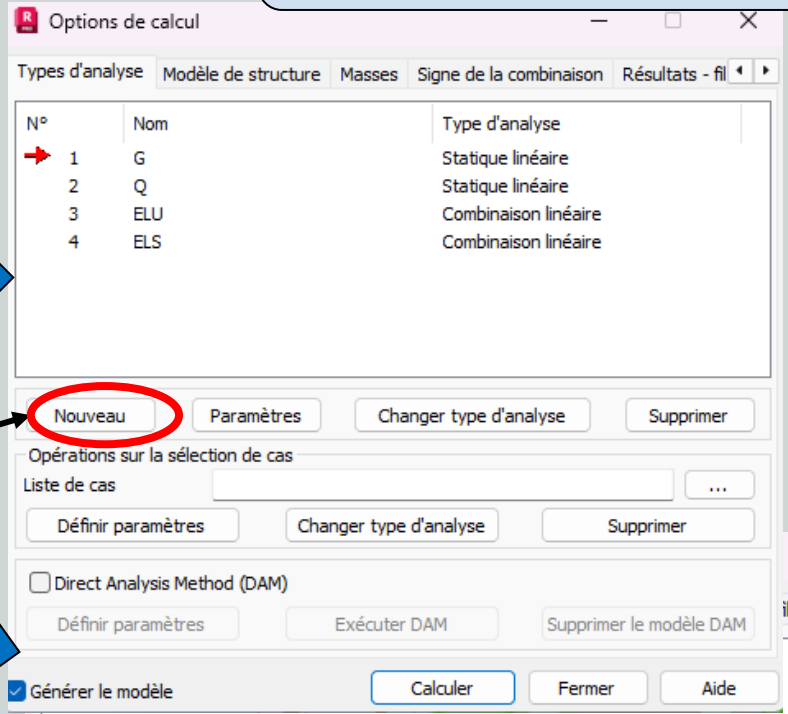 R PRO Options de calcul
Types d'analyse Modèle de structure Masses Signe de la combinaison Résultats - fil
N° Nom Type d'analyse
1 G Statique linéaire
2 Q Statique linéaire
3 ELU Combinaison linéaire
4 ELS Combinaison linéaire
Nouveau Paramètres Changer type d'analyse Supprimer
Opérations sur la sélection de cas
Liste de cas ...
Définir paramètres Changer type d'analyse Supprimer
Direct Analysis Method (DAM)
Définir paramètres Exécuter DAM Supprimer le modèle DAM
Générer le modèle Calculer Fermer Aide